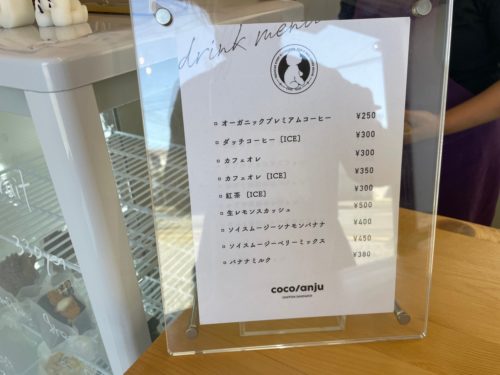 drink menu
▫ オーガニックプレミアムコーヒー ¥250
▫ ダッチコーヒー [ICE] ¥300
▫ カフェオレ ¥300
▫ カフェオレ [ICE] ¥350
▫ 紅茶 [ICE] ¥300
▫ 生レモンスカッシュ ¥500
▫ ソイスムージーシナモンバナナ ¥400
▫ ソイスムージーベリーミックス ¥450
▫ バナナミルク ¥380
coco/anju